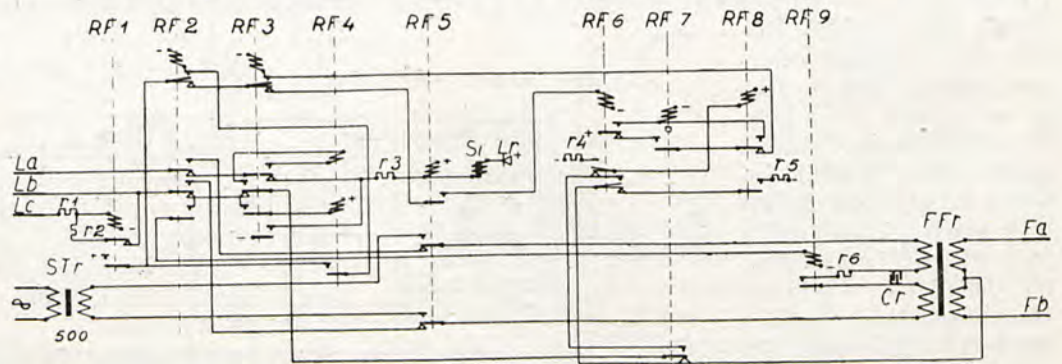 RF1 RF2 RF3 RF4 RF5 RF6 RF7 RF8 RF9
La
Lb
Lc
r1
r2
STr
500
r3
S1
Lr
r4
r5
r6
Cr
FFr
Fa
Fb